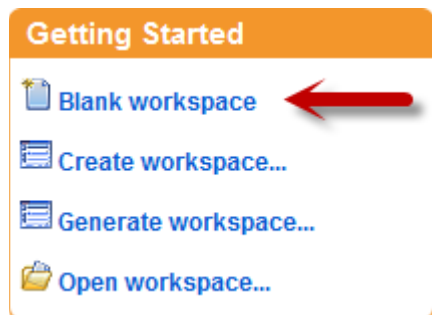 Getting Started
Blank workspace
Create workspace...
Generate workspace...
Open workspace...